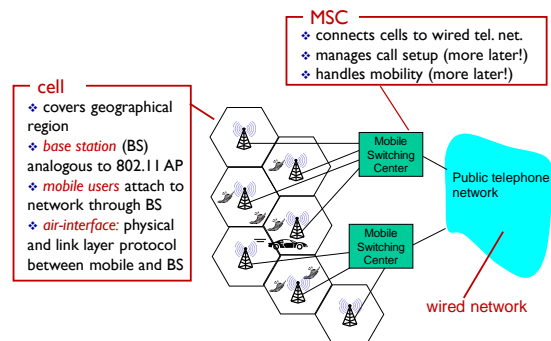 MSC
❖ connects cells to wired tel. net.
❖ manages call setup (more later!)
❖ handles mobility (more later!)
cell
❖ covers geographical
region
❖ base station (BS)
analogous to 802.11 AP
❖ mobile users attach to
network through BS
❖ air-interface: physical
and link layer protocol
between mobile and BS
Mobile
Switching
Center
Public telephone
network
Mobile
Switching
Center
wired network